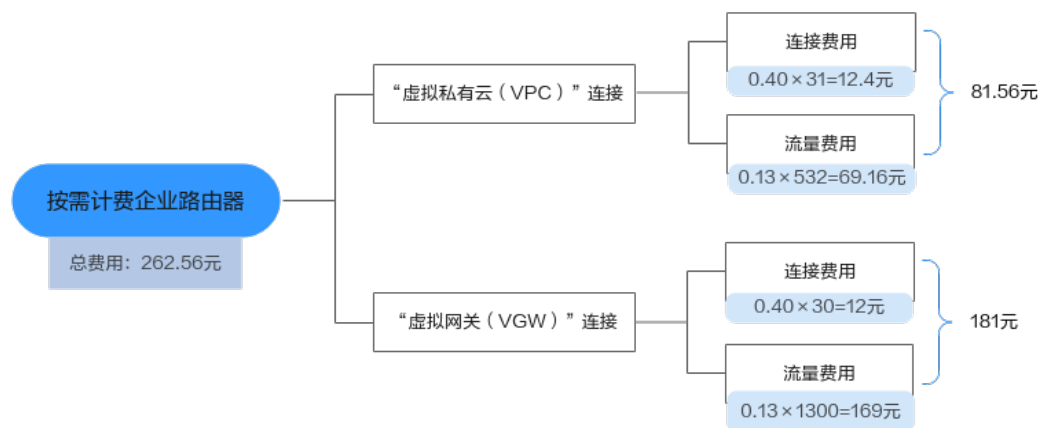 按需计费企业路由器
总费用：262.56元
“虚拟私有云（VPC）”连接
连接费用
0.40×31=12.4元
流量费用
0.13×532=69.16元
81.56元
“虚拟网关（VGW）”连接
连接费用
0.40×30=12元
流量费用
0.13×1300=169元
181元